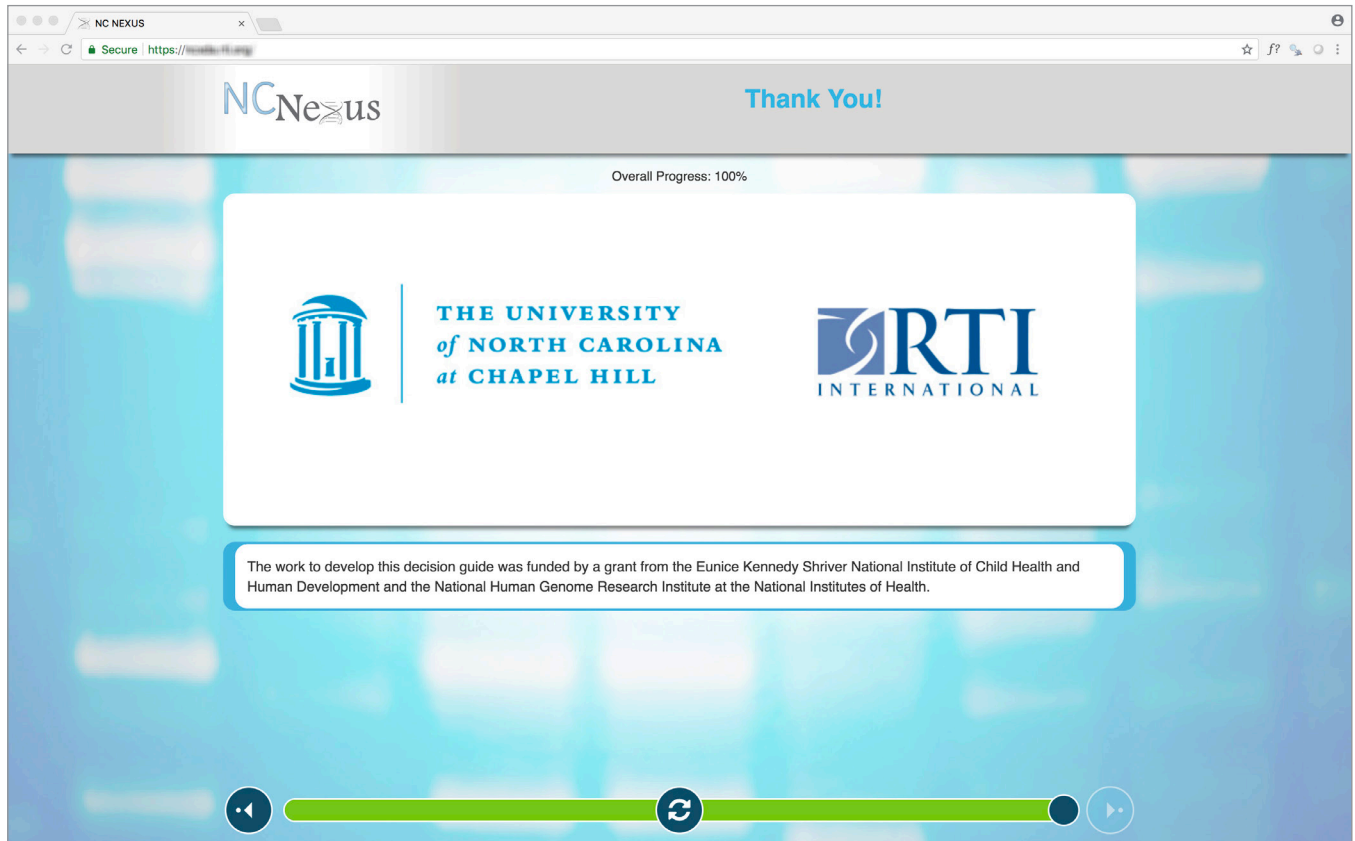 NC NEXUS
Secure https://
f?
NCNexus
Thank You!
Overall Progress: 100%
THE UNIVERSITY
of NORTH CAROLINA
at CHAPEL HILL
RTI
INTERNATIONAL
The work to develop this decision guide was funded by a grant from the Eunice Kennedy Shriver National Institute of Child Health and
Human Development and the National Human Genome Research Institute at the National Institutes of Health.